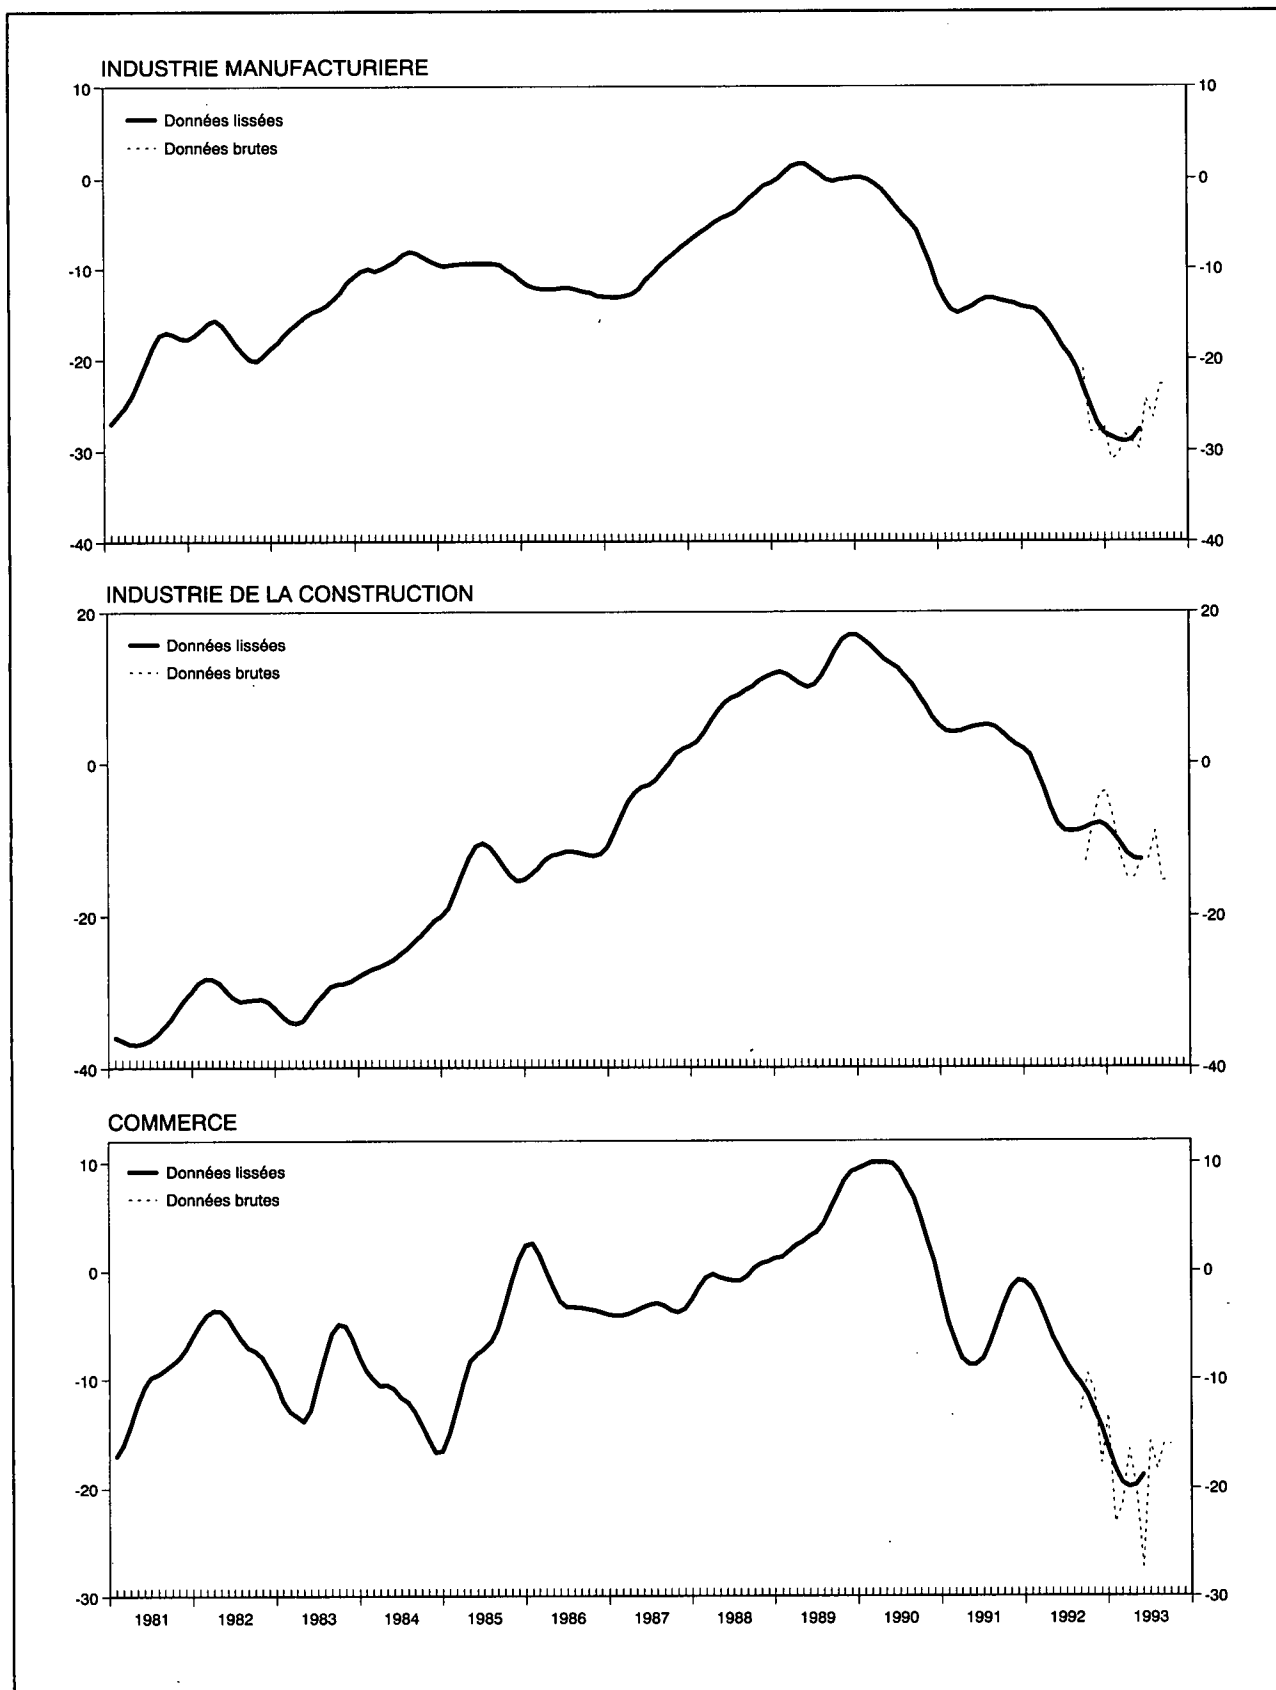 INDUSTRIE MANUFACTURIERE
10 10
Données lissées
Données brutes
0 0
-10 -10
-20 -20
-30 -30
-40 -40
INDUSTRIE DE LA CONSTRUCTION
20 20
Données lissées
Données brutes
0 0
-20 -20
-40 -40
COMMERCE
10 10
Données lissées
Données brutes
0 0
-10 -10
-20 -20
-30 -30
1981 1982 1983 1984 1985 1986 1987 1988 1989 1990 1991 1992 1993